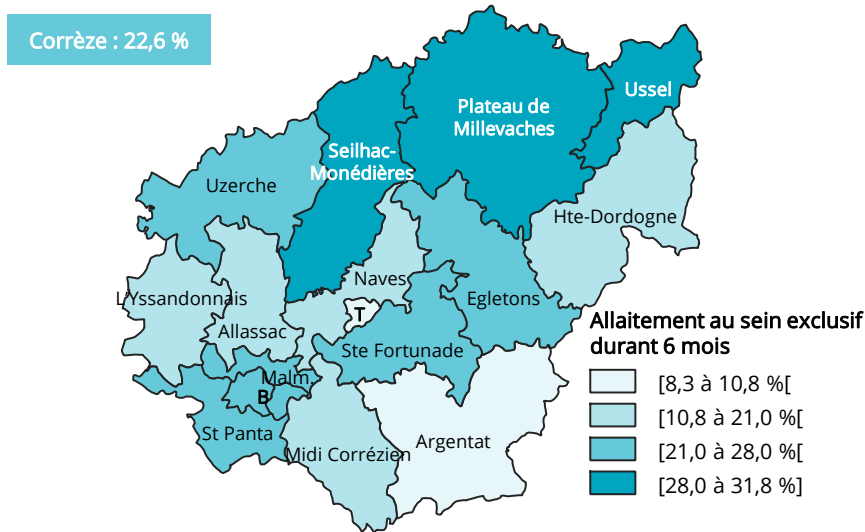 Corrèze : 22,6 %
Ussel
Plateau de
Millevaches
Seilhac-
Monédières
Uzerche
Hte-Dordogne
Naves
L'Yssandonnais
Egletons
T
Allassac
Ste Fortunade
Malm.
B
St Panta
Midi Corrézien
Argentat
Allaitement au sein exclusif
durant 6 mois
[8,3 à 10,8 %[
[10,8 à 21,0 %[
[21,0 à 28,0 %[
[28,0 à 31,8 %]